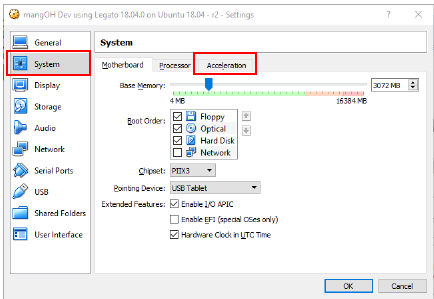 mangOH Dev using Legato 18.04.0 on Ubuntu 18.04 - r2 - Settings
General
System
Display
Storage
Audio
Network
Serial Ports
USB
Shared Folders
User Interface
System
Motherboard Processor Acceleration
Base Memory: 3072 MB
4 MB 16384 MB
Boot Order: Floppy
Optical
Hard Disk
Network
Chipset: PIIX3
Pointing Device: USB Tablet
Extended Features: Enable I/O APIC
Enable EFI (special OSes only)
Hardware Clock in UTC Time
OK Cancel